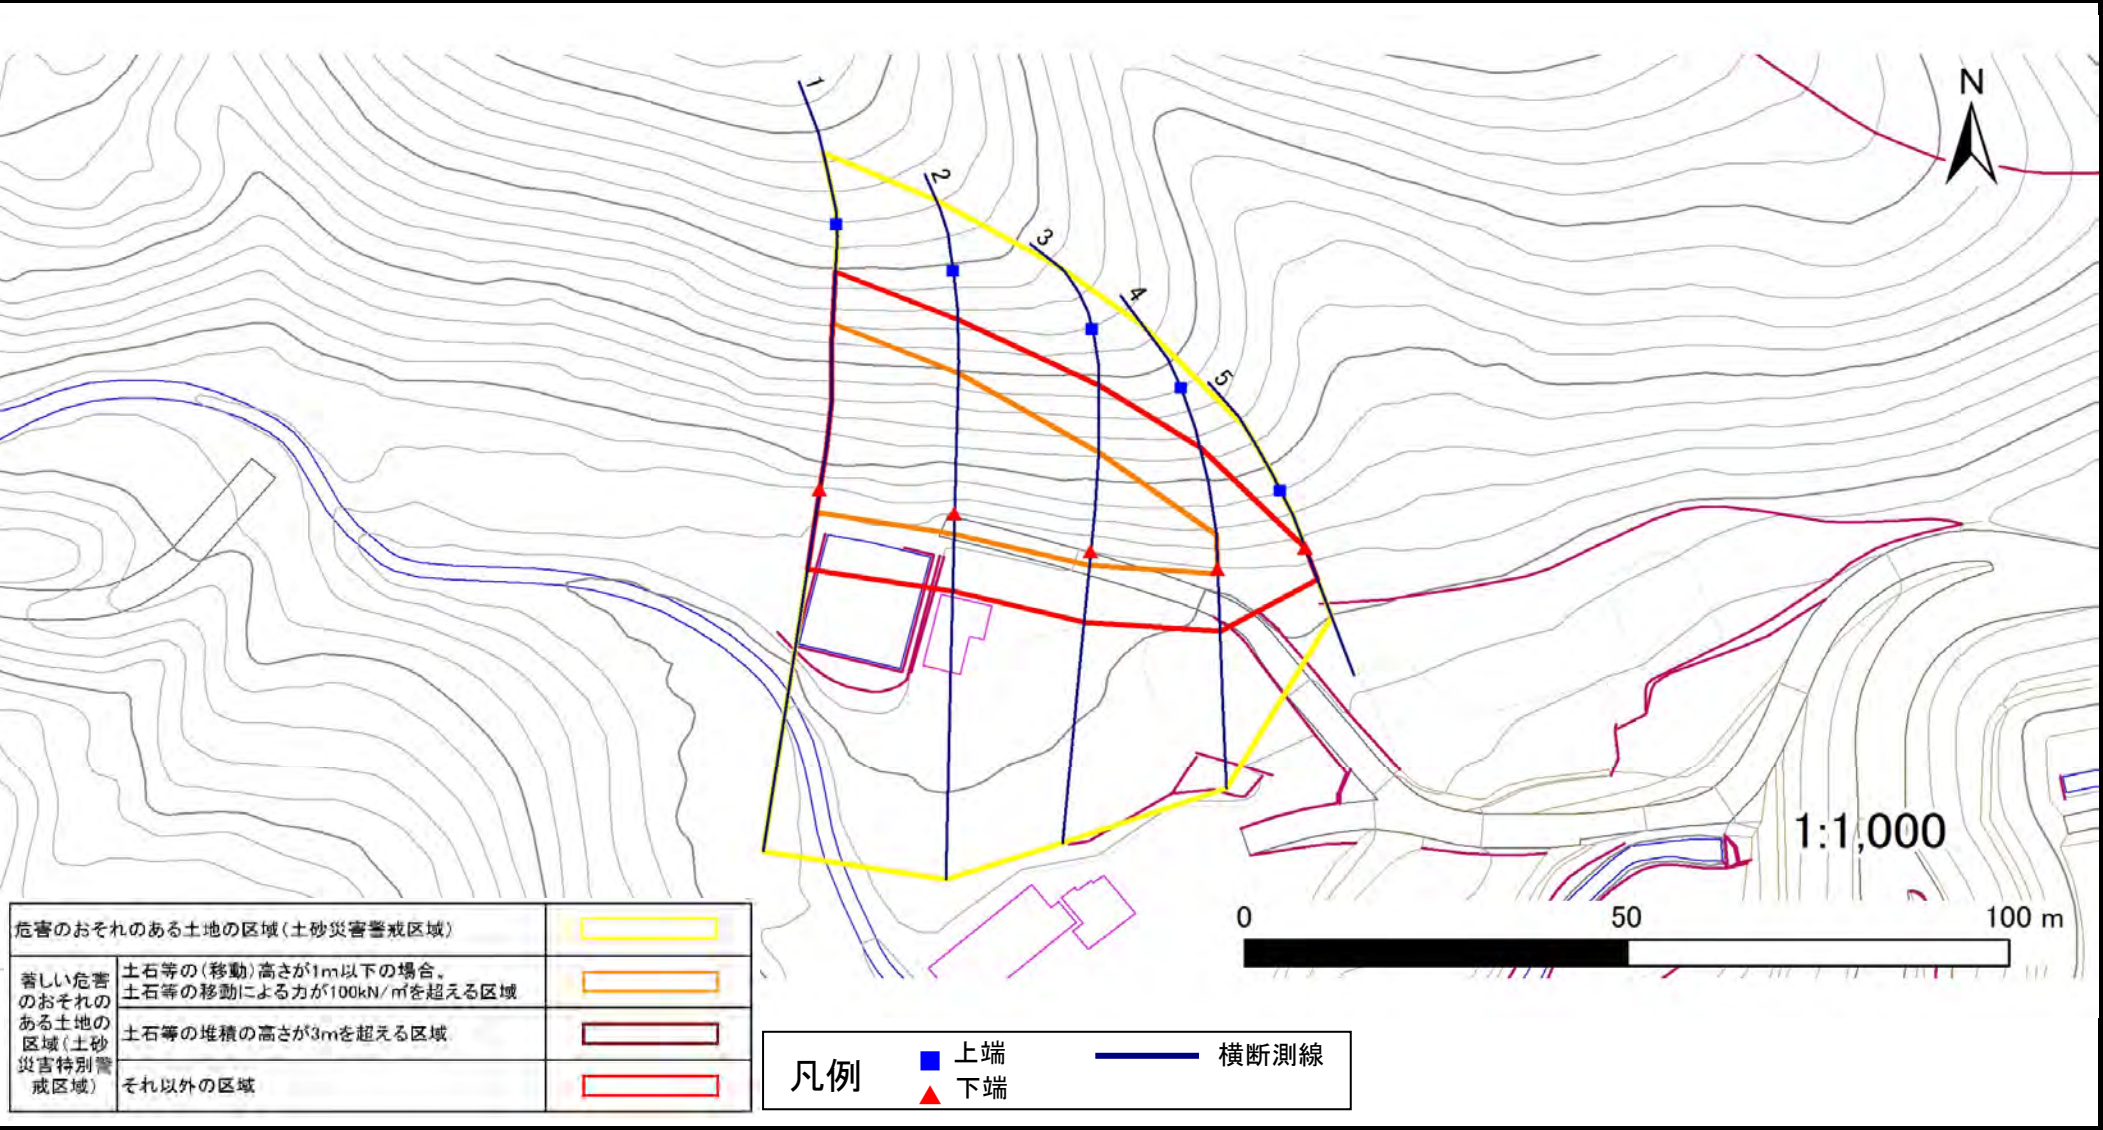 1
2
3
4
5
N
1:1,000
0 50 100 m
危害のおそれのある土地の区域(土砂災害警戒区域)
著しい危害
のおそれの
ある土地の
区域(土砂
災害特別警
戒区域)
土石等の(移動)高さが1m以下の場合、
土石等の移動による力が100kN/㎡を超える区域
土石等の堆積の高さが3mを超える区域
それ以外の区域
凡例
上端
下端
横断測線